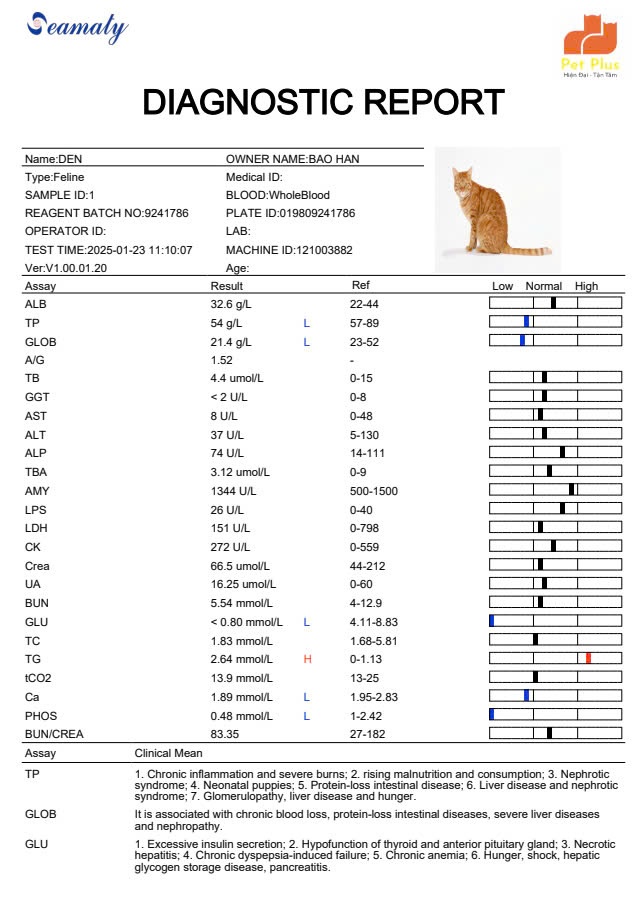 Seamaty
Pet Plus
Hiện Đại - Tận Tâm
DIAGNOSTIC REPORT
Name:DEN OWNER NAME:BAO HAN
Type:Feline Medical ID:
SAMPLE ID:1 BLOOD:WholeBlood
REAGENT BATCH NO:9241786 PLATE ID:019809241786
OPERATOR ID: LAB:
TEST TIME:2025-01-23 11:10:07 MACHINE ID:121003882
Ver:V1.00.01.20 Age:
Assay Result Ref Low Normal High
ALB 32.6 g/L 22-44
TP 54 g/L L 57-89
GLOB 21.4 g/L L 23-52
A/G 1.52 -
TB 4.4 umol/L 0-15
GGT < 2 U/L 0-8
AST 8 U/L 0-48
ALT 37 U/L 5-130
ALP 74 U/L 14-111
TBA 3.12 umol/L 0-9
AMY 1344 U/L 500-1500
LPS 26 U/L 0-40
LDH 151 U/L 0-798
CK 272 U/L 0-559
Crea 66.5 umol/L 44-212
UA 16.25 umol/L 0-60
BUN 5.54 mmol/L 4-12.9
GLU < 0.80 mmol/L L 4.11-8.83
TC 1.83 mmol/L 1.68-5.81
TG 2.64 mmol/L H 0-1.13
tCO2 13.9 mmol/L 13-25
Ca 1.89 mmol/L L 1.95-2.83
PHOS 0.48 mmol/L L 1-2.42
BUN/CREA 83.35 27-182
Assay Clinical Mean
TP 1. Chronic inflammation and severe burns; 2. rising malnutrition and consumption; 3. Nephrotic
syndrome; 4. Neonatal puppies; 5. Protein-loss intestinal disease; 6. Liver disease and nephrotic
syndrome; 7. Glomerulopathy, liver disease and hunger.
GLOB It is associated with chronic blood loss, protein-loss intestinal diseases, severe liver diseases
and nephropathy.
GLU 1. Excessive insulin secretion; 2. Hypofunction of thyroid and anterior pituitary gland; 3. Necrotic
hepatitis; 4. Chronic dyspepsia-induced failure; 5. Chronic anemia; 6. Hunger, shock, hepatic
glycogen storage disease, pancreatitis.